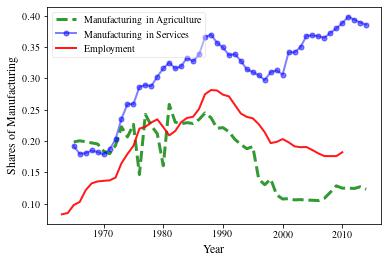 Manufacturing in Agriculture
Manufacturing in Services
Employment
Shares of Manufacturing
0.40
0.35
0.30
0.25
0.20
0.15
0.10
1970
1980
1990
2000
2010
Year